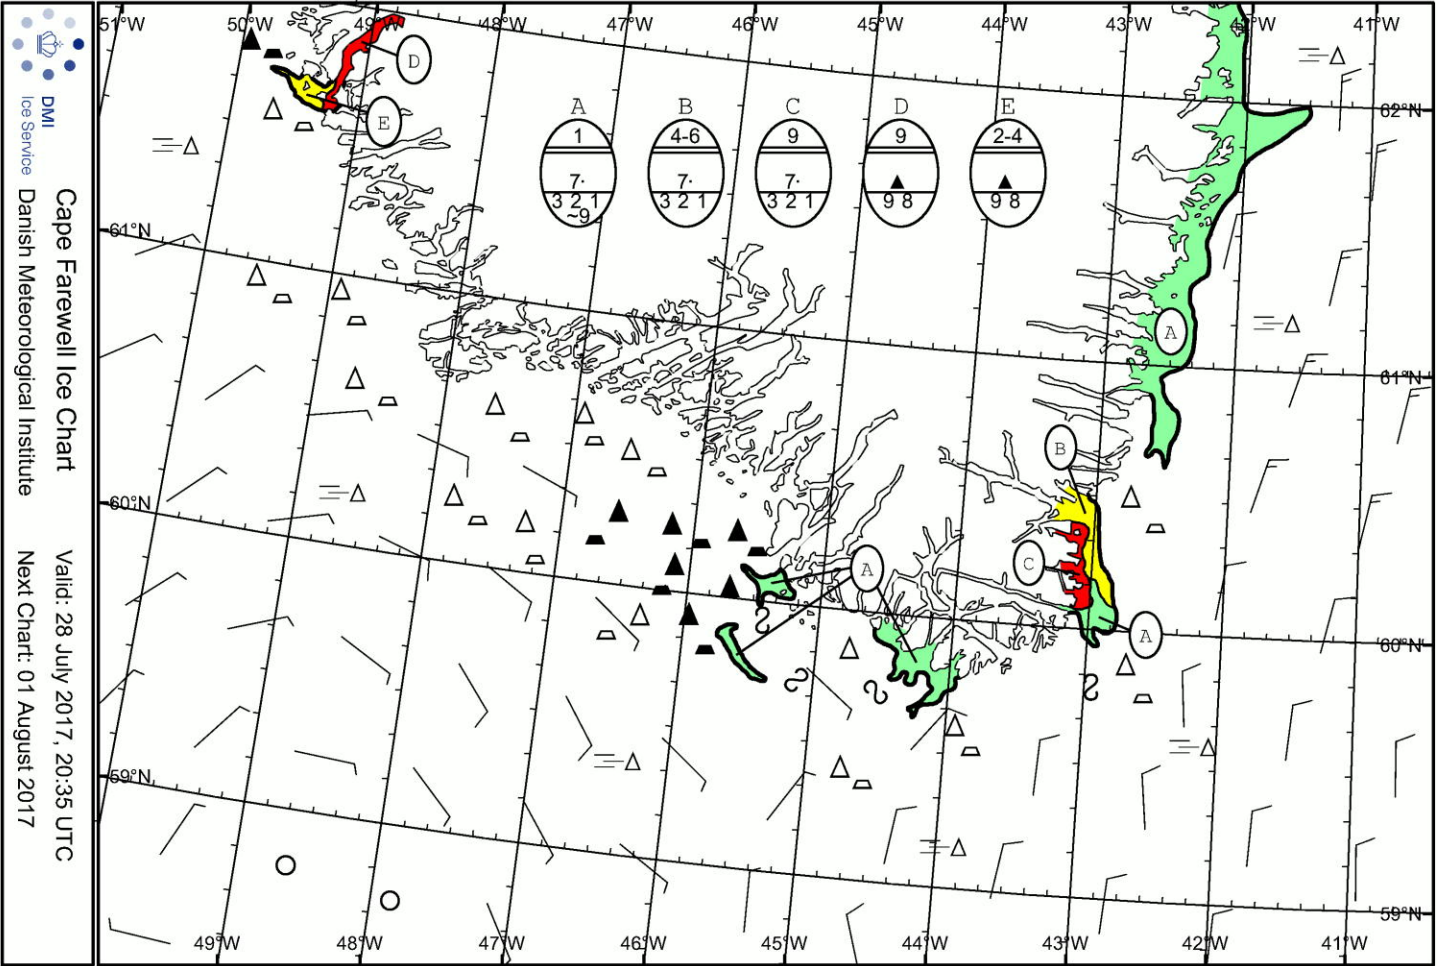 51°W 50°W 49°W 48°W 47°W 46°W 45°W 44°W 43°W 42°W 41°W
DMI
Ice Service
Cape Farewell Ice Chart
Danish Meteorological Institute
Valid: 28 July 2017, 20:35 UTC
Next Chart: 01 August 2017
A B C D E
1 4-6 9 9 2-4
7· 7· 7·
3 2 1 3 2 1 3 2 1 9 8 9 8
~9
D
E
62°N
61°N
A
61°N
B
60°N
C
A
A
60°N
59°N
59°N
49°W 48°W 47°W 46°W 45°W 44°W 43°W 42°W 41°W